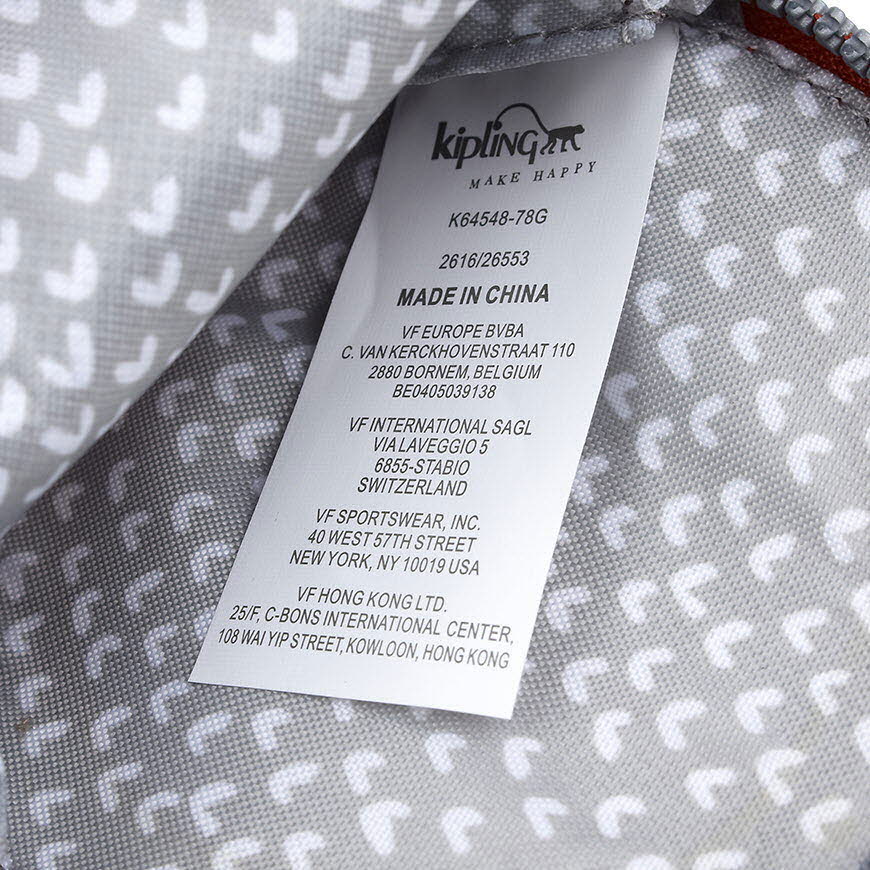 kipling
MAKE HAPPY
K64548-78G
2616/26553
MADE IN CHINA
VF EUROPE BVBA
C. VAN KERCKHOVENSTRAAT 110
2880 BORNEM, BELGIUM
BE0405039138
VF INTERNATIONAL SAGL
VIA LAVEGGIO 5
6855-STABIO
SWITZERLAND
VF SPORTSWEAR, INC.
40 WEST 57TH STREET
NEW YORK, NY 10019 USA
VF HONG KONG LTD.
25/F, C-BONS INTERNATIONAL CENTER,
108 WAI YIP STREET, KOWLOON, HONG KONG